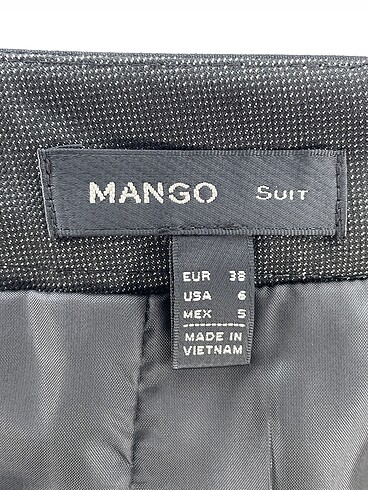 MANGO SUIT
EUR 38
USA 6
MEX 5
MADE IN
VIETNAM